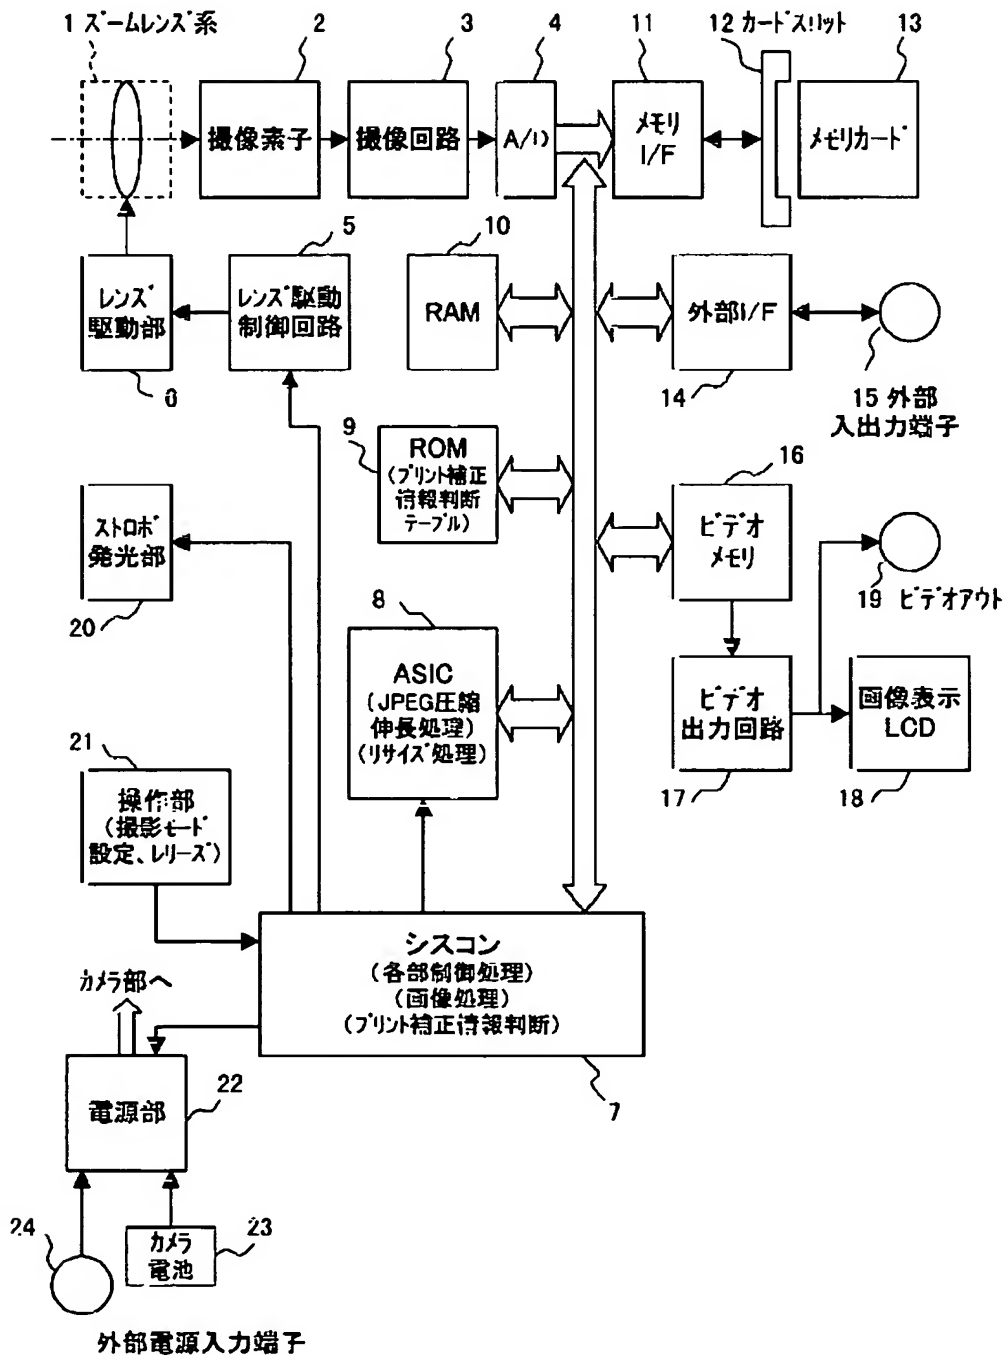 1 ズームレンズ系
2
3
4
11
12 カードスリット
13
撮像素子
撮像回路
A/D
メモリ
I/F
メモリカード
5
10
レンズ
駆動部
レンズ駆動
制御回路
RAM
外部I/F
6
14
15 外部
入出力端子
9
ROM
(プリント補正
情報判断
テーブル)
16
ストロボ
発光部
ビデオ
メモリ
19 ビデオアウト
20
8
ASIC
(JPEG圧縮
伸長処理)
(リサイズ処理)
ビデオ
出力回路
画像表示
LCD
21
17
18
操作部
(撮影モード
設定、レリーズ)
シスコン
(各部制御処理)
(画像処理)
(プリント補正情報判断)
カメラ部へ
7
電源部
22
24
カメラ
電池
23
外部電源入力端子